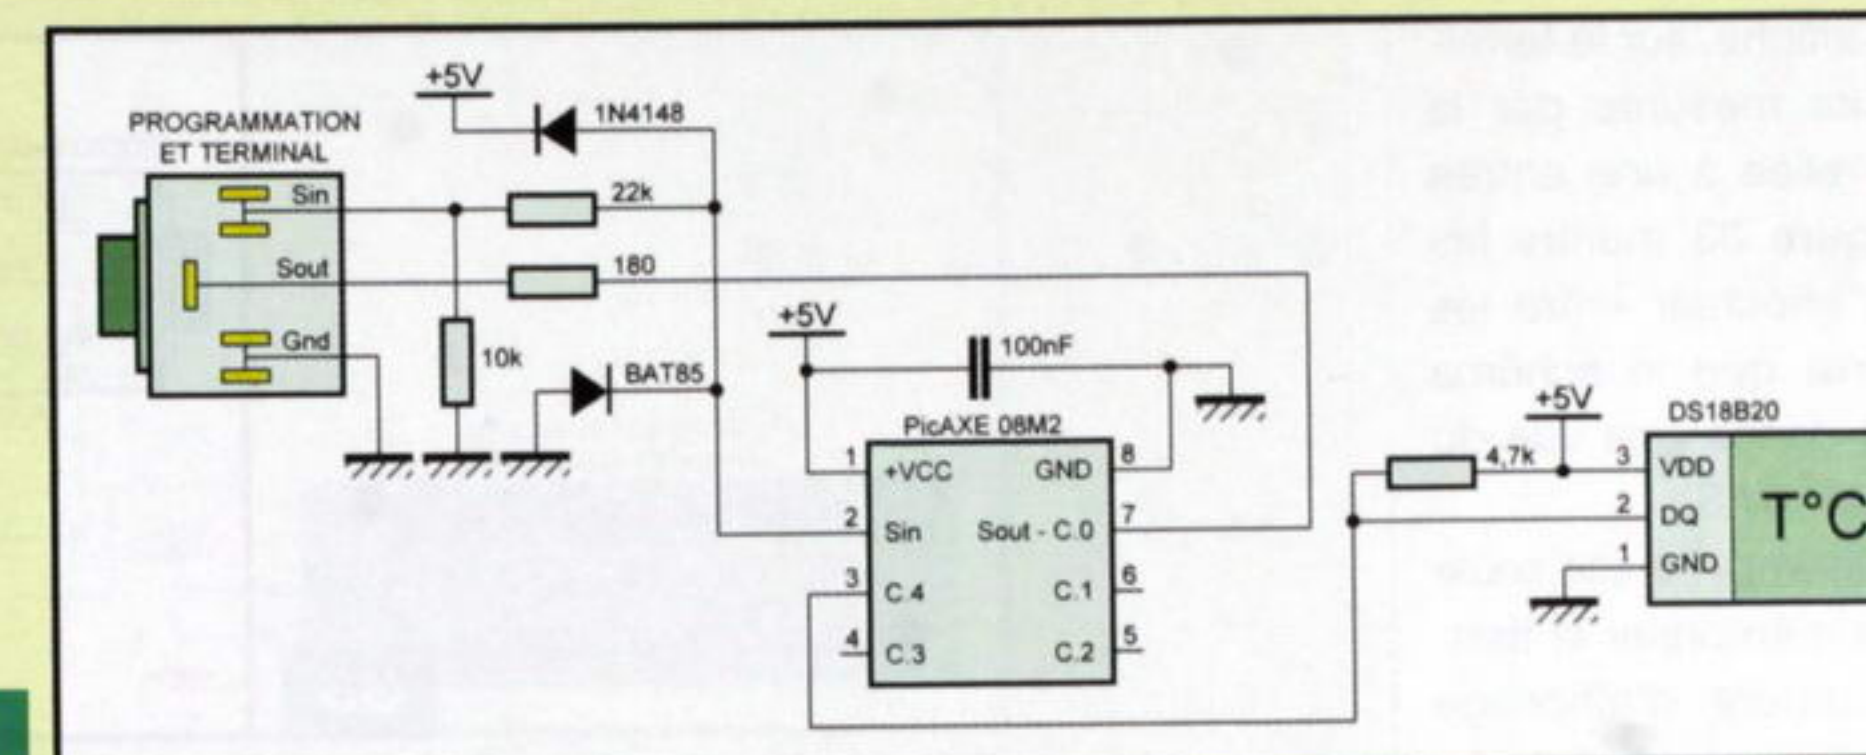 +5V
1N4148
PROGRAMMATION
ET TERMINAL
Sin
22k
Sout
180
Gnd
10k
BAT85
+5V
100nF
PicAXE 08M2
1
+VCC
GND
8
2
Sin
Sout - C.0
7
3
C.4
C.1
6
4
C.3
C.2
5
+5V
DS18B20
4,7k
3
VDD
2
DQ
T°C
1
GND